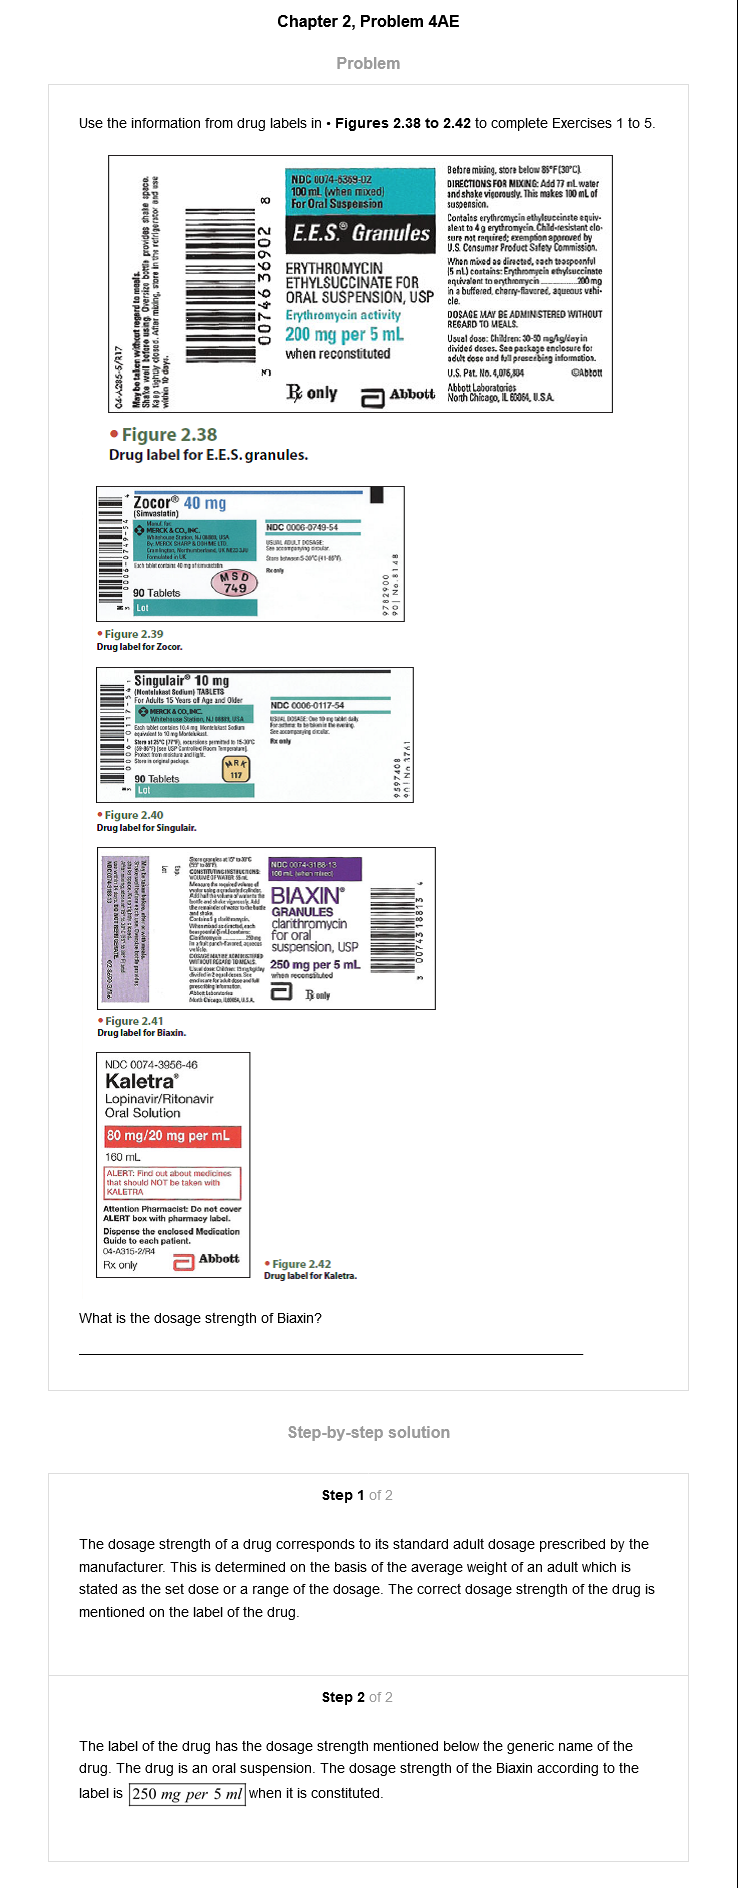 Chapter 2, Problem 4AE
Problem
Use the information from drug labels in • Figures 2.38 to 2.42 to complete Exercises 1 to 5.
04-A285-5/R17
May be taken without regard to meals.
Shake well before using. Oversize bottle provides shake space.
Keep tightly closed. After mixing, store in the refrigerator and use
within 10 days.
3 00746 36902 8
NDC 0074-6369-02
100 mL (when mixed)
For Oral Suspension
E.E.S.® Granules
ERYTHROMYCIN
ETHYLSUCCINATE FOR
ORAL SUSPENSION, USP
Erythromycin activity
200 mg per 5 mL
when reconstituted
Rx only
Abbott
Before mixing, store below 86°F(30°C).
DIRECTIONS FOR MIXING: Add 77 mL water
and shake vigorously. This makes 100 mL of
suspension.
Contains erythromycin ethylsuccinate equiv-
alent to 4 g erythromycin. Child-resistant clo-
sure not required; exemption approved by
U.S. Consumer Product Safety Commission.
When mixed as directed, each teaspoonful
(5 mL) contains: Erythromycin ethylsuccinate
equivalent to erythromycin 200 mg
in a buffered, cherry-flavored, aqueous vehi-
cle.
DOSAGE MAY BE ADMINISTERED WITHOUT
REGARD TO MEALS.
Usual dose: Children: 30-50 mg/kg/day in
divided doses. See package enclosure for
adult dose and full prescribing information.
U.S. Pat. No. ©Abbott
Abbott Laboratories
North Chicago, IL 60064, U.S.A.
• Figure 2.38
Drug label for E.E.S. granules.
Zocor® 40 mg
(Simvastatin)
Manuf. for:
MERCK & CO., INC.
Whitehouse Station, NJ 08889, USA
By: MERCK SHARP & DOHME LTD.
Cramlington, Northumberland, UK NE23 3JU
Formulated in UK
Each tablet contains 40 mg of simvastatin.
MSD
749
90 Tablets
Lot
NDC 0006-0749-54
USUAL ADULT DOSAGE:
See accompanying circular.
Store between 5-30°C (41-86°F).
Rx only
9782900
90 | No. 8148
• Figure 2.39
Drug label for Zocor.
Singulair® 10 mg
(Montelukast Sodium) TABLETS
For Adults 15 Years of Age and Older
MERCK & CO., INC.
Whitehouse Station, NJ 08889, USA
Each tablet contains 10.4 mg Montelukast Sodium
equivalent to 10 mg Montelukast.
Store at 25°C (77°F), excursions permitted to 15-30°C
(59-86°F) [see USP Controlled Room Temperature].
Protect from moisture and light.
Store in original package.
MRK
117
90 Tablets
Lot
NDC 0006-0117-54
USUAL DOSAGE: One 10-mg tablet daily.
For asthma: to be taken in the evening.
See accompanying circular.
Rx only
9597408
90 | No. 3761
• Figure 2.40
Drug label for Singulair.
Exp.
Lot
Store granules at 15° to 30°C
(59° to 86°F).
CONSTITUTING INSTRUCTIONS:
VOLUME OF WATER 55 mL
Measure the required volume of
water using a graduated cylinder.
Add half the volume of water to the
bottle and shake vigorously. Add
the remainder of water to the bottle
and shake.
Contains 5 g clarithromycin.
When mixed as directed, each
teaspoonful (5 mL) contains:
Clarithromycin 250 mg
in a fruit punch-flavored, aqueous
vehicle.
DOSAGE MAY BE ADMINISTERED
WITHOUT REGARD TO MEALS.
Usual dose: Children: 15 mg/kg/day
divided in 2 equal doses. See
enclosure for adult dose and full
prescribing information.
Abbott Laboratories
North Chicago, IL60064, U.S.A.
NDC 0074-3188-13
100 mL (when mixed)
BIAXIN®
GRANULES
clarithromycin
for oral
suspension, USP
250 mg per 5 mL
when reconstituted
Rx only
3 00743 18813 4
• Figure 2.41
Drug label for Biaxin.
NDC 0074-3956-46
Kaletra®
Lopinavir/Ritonavir
Oral Solution
80 mg/20 mg per mL
160 mL
ALERT: Find out about medicines
that should NOT be taken with
KALETRA
Attention Pharmacist: Do not cover
ALERT box with pharmacy label.
Dispense the enclosed Medication
Guide to each patient.
04-A315-2/R4
Rx only
Abbott
• Figure 2.42
Drug label for Kaletra.
What is the dosage strength of Biaxin?
Step-by-step solution
Step 1 of 2
The dosage strength of a drug corresponds to its standard adult dosage prescribed by the
manufacturer. This is determined on the basis of the average weight of an adult which is
stated as the set dose or a range of the dosage. The correct dosage strength of the drug is
mentioned on the label of the drug.
Step 2 of 2
The label of the drug has the dosage strength mentioned below the generic name of the
drug. The drug is an oral suspension. The dosage strength of the Biaxin according to the
label is 250 mg per 5 ml when it is constituted.